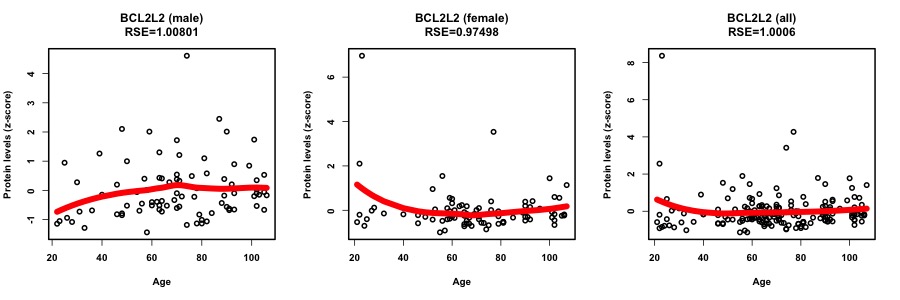 BCL2L2 (male)
RSE=1.00801
Protein levels (z-score)
4
3
2
1
0
-1
20 40 60 80 100
Age
BCL2L2 (female)
RSE=0.97498
Protein levels (z-score)
6
4
2
0
20 40 60 80 100
Age
BCL2L2 (all)
RSE=1.0006
Protein levels (z-score)
8
6
4
2
0
20 40 60 80 100
Age